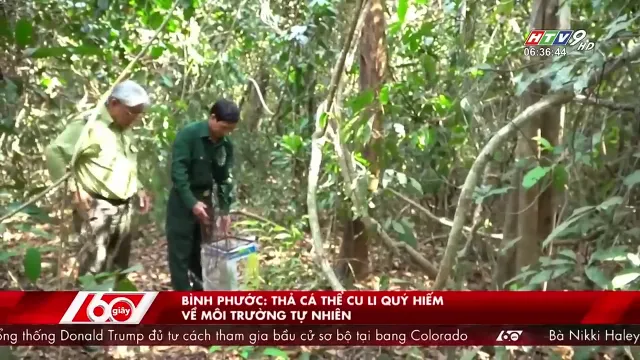 HTV9 HD
06:36:44
60 giây
BÌNH PHƯỚC: THẢ CÁ THỂ CU LI QUÝ HIẾM
VỀ MÔI TRƯỜNG TỰ NHIÊN
ổng thống Donald Trump đủ tư cách tham gia bầu cử sơ bộ tại bang Colorado 60 Bà Nikki Haley